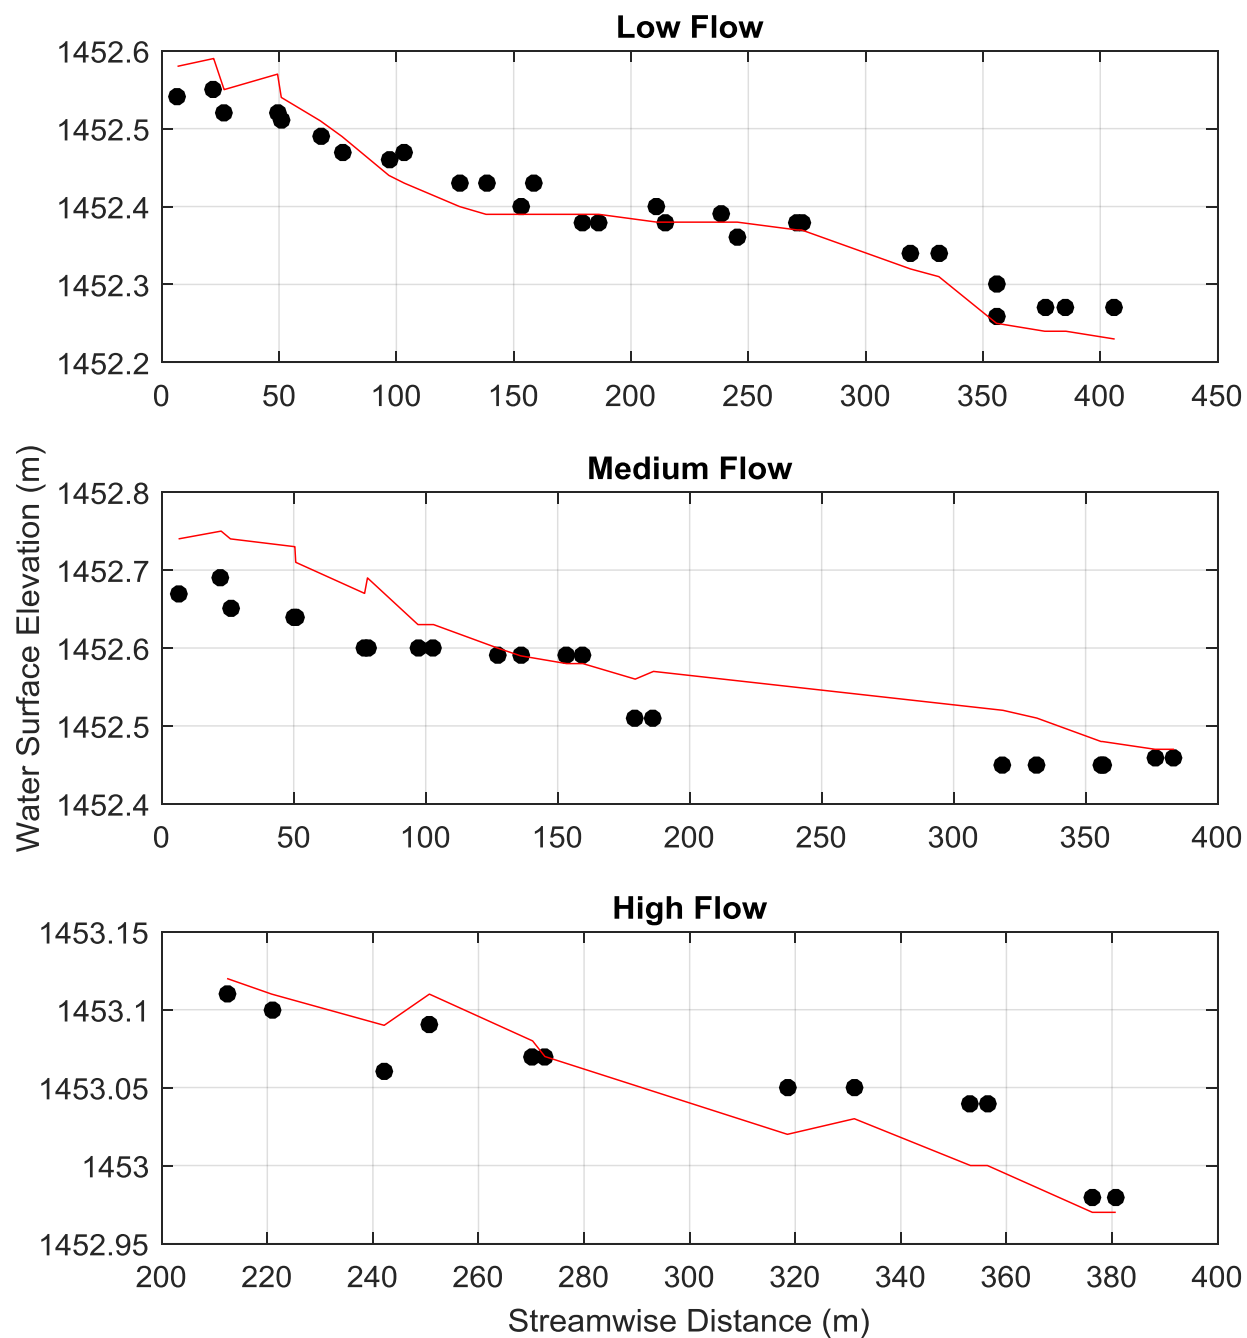 Low Flow
1452.6
1452.5
1452.4
1452.3
1452.2
0 50 100 150 200 250 300 350 400 450
Water Surface Elevation (m)
Medium Flow
1452.8
1452.7
1452.6
1452.5
1452.4
0 50 100 150 200 250 300 350 400
High Flow
1453.15
1453.1
1453.05
1453
1452.95
200 220 240 260 280 300 320 340 360 380 400
Streamwise Distance (m)